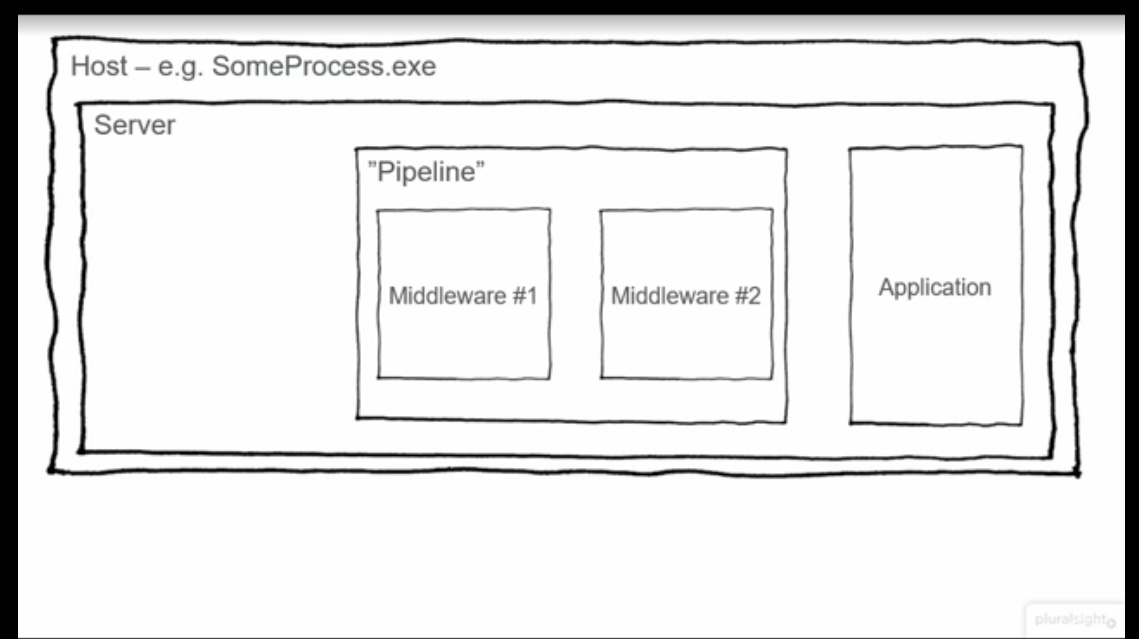 Host – e.g. SomeProcess.exe
Server
”Pipeline”
Middleware #1
Middleware #2
Application
pluralsight